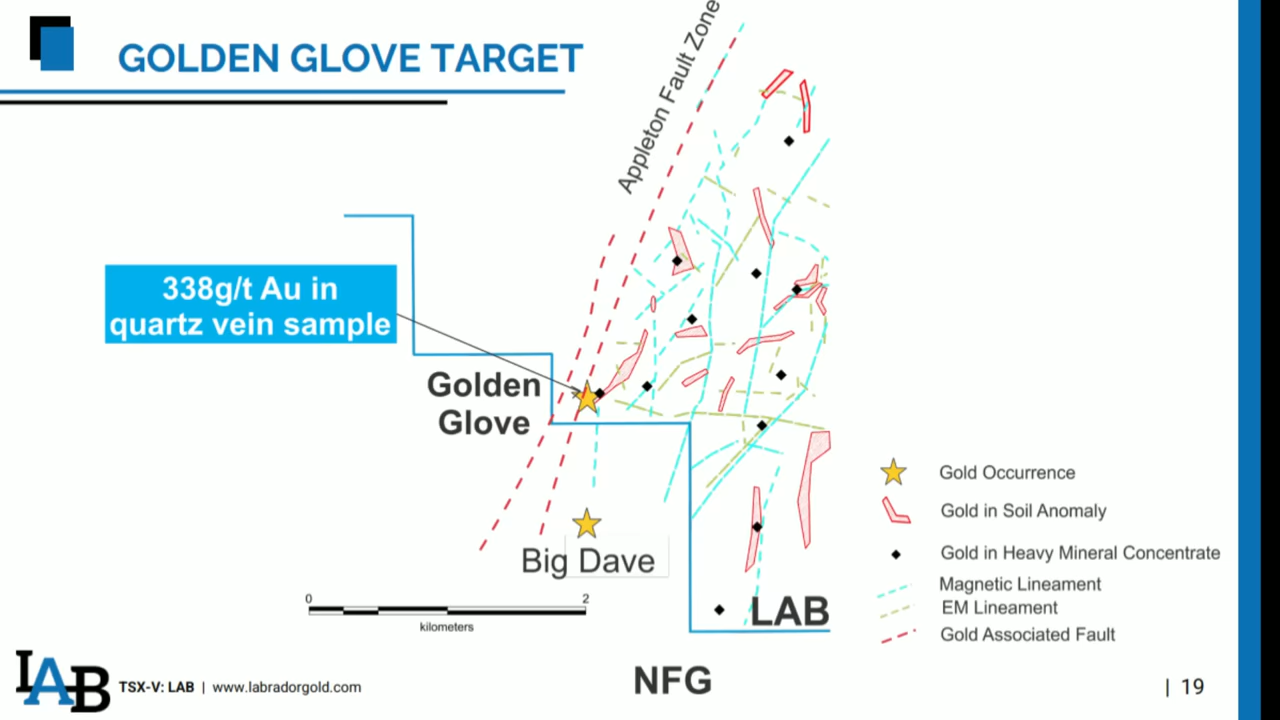 GOLDEN GLOVE TARGET
Appleton Fault Zone
338g/t Au in
quartz vein sample
Golden
Glove
Big Dave
0 2
kilometers
LAB
NFG
Gold Occurrence
Gold in Soil Anomaly
Gold in Heavy Mineral Concentrate
Magnetic Lineament
EM Lineament
Gold Associated Fault
LAB
TSX-V: LAB | www.labradorgold.com
| 19